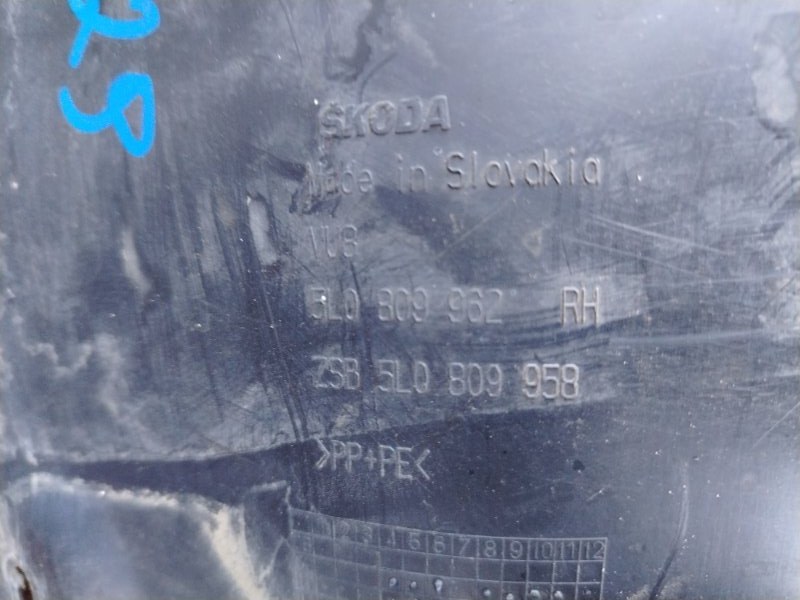 ŠKODA
Made in Slovakia
5L0 809 962 RH
ZSB 5L0 809 958
>PP+PE<
1 2 3 4 5 6 7 8 9 10 11 12